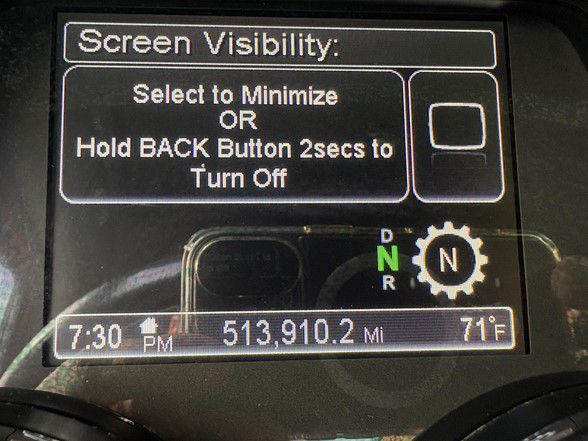 Screen Visibility:
Select to Minimize
OR
Hold BACK Button 2secs to
Turn Off
D
N
R
N
7:30 PM 513,910.2 Mi 71°F